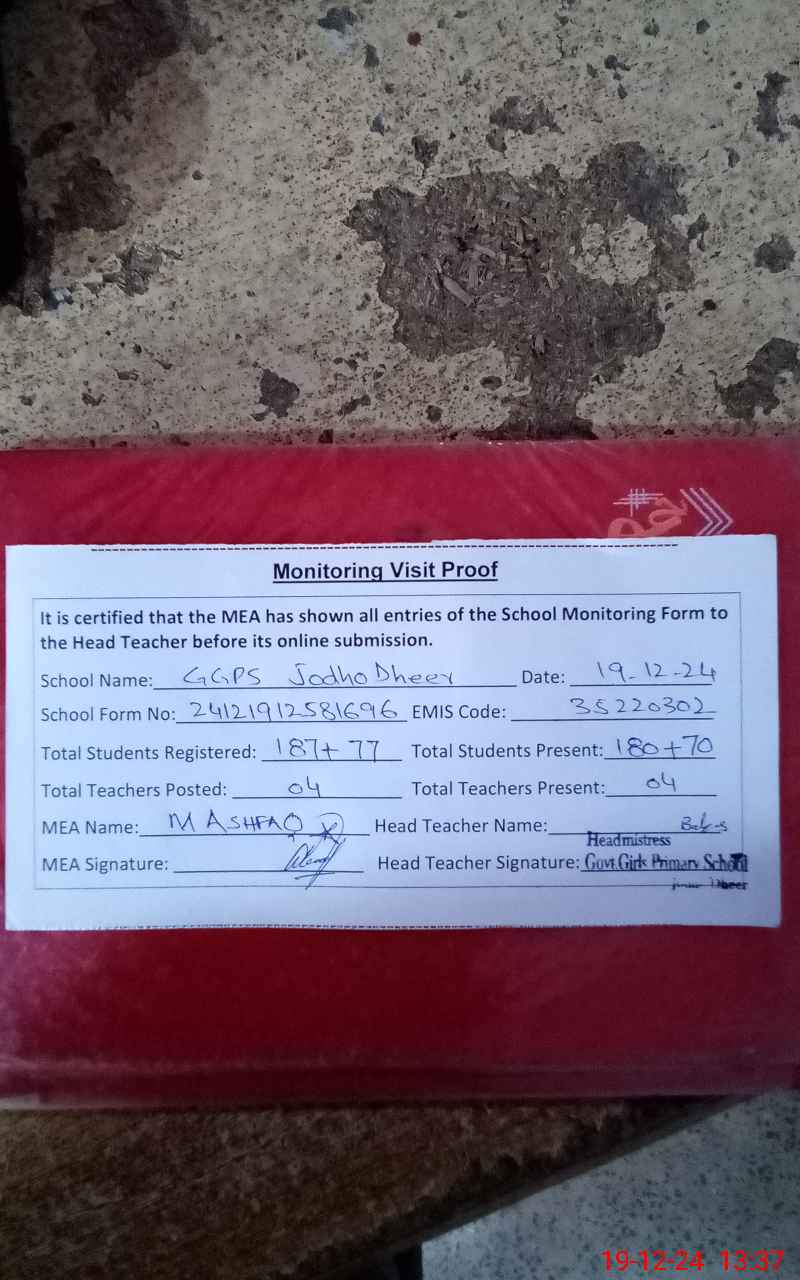 Monitoring Visit Proof
It is certified that the MEA has shown all entries of the School Monitoring Form to
the Head Teacher before its online submission.
School Name: GGPS Jodho Dheer Date: 19-12-24
School Form No: 24121912581696 EMIS Code: 35220302
Total Students Registered: 187+77 Total Students Present: 180+70
Total Teachers Posted: 04 Total Teachers Present: 04
MEA Name: M ASHFAQ Head Teacher Name:
Headmistress
MEA Signature: Head Teacher Signature: Govt. Girls Primary School
Dheer
19-12-24 13:37